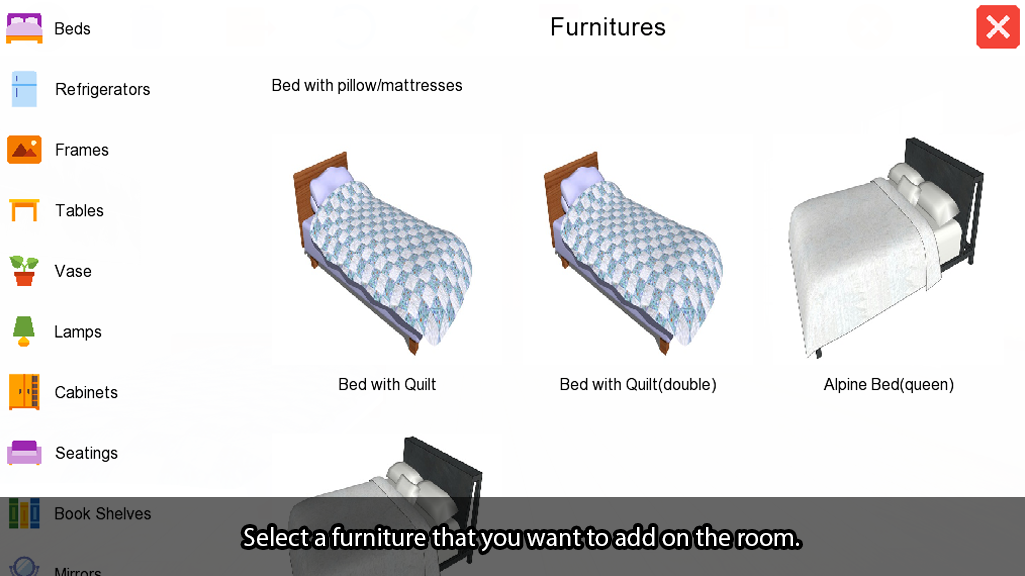 Furnitures
Beds
Refrigerators
Frames
Tables
Vase
Lamps
Cabinets
Seatings
Book Shelves
Mirrors
Bed with pillow/mattresses
Bed with Quilt
Bed with Quilt(double)
Alpine Bed(queen)
Select a furniture that you want to add on the room.